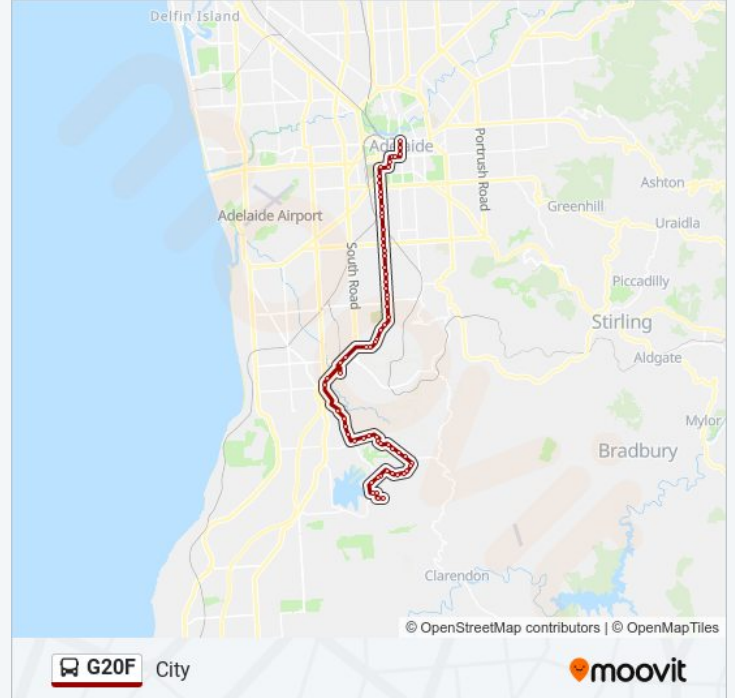 Delfin Island
Adelaide
Portrush Road
Ashton
Greenhill
Adelaide Airport
Uraidla
South Road
Piccadilly
Stirling
Aldgate
Mylor
Bradbury
Clarendon
© OpenStreetMap contributors | © OpenMapTiles
G20F City
moovit